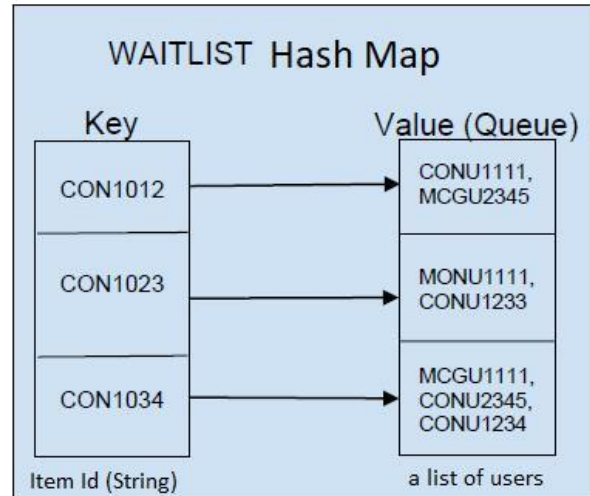 WAITLIST Hash Map
Key
Value (Queue)
CON1012
CONU1111,
MCGU2345
CON1023
MONU1111,
CONU1233
CON1034
MCGU1111,
CONU2345,
CONU1234
Item Id (String)
a list of users